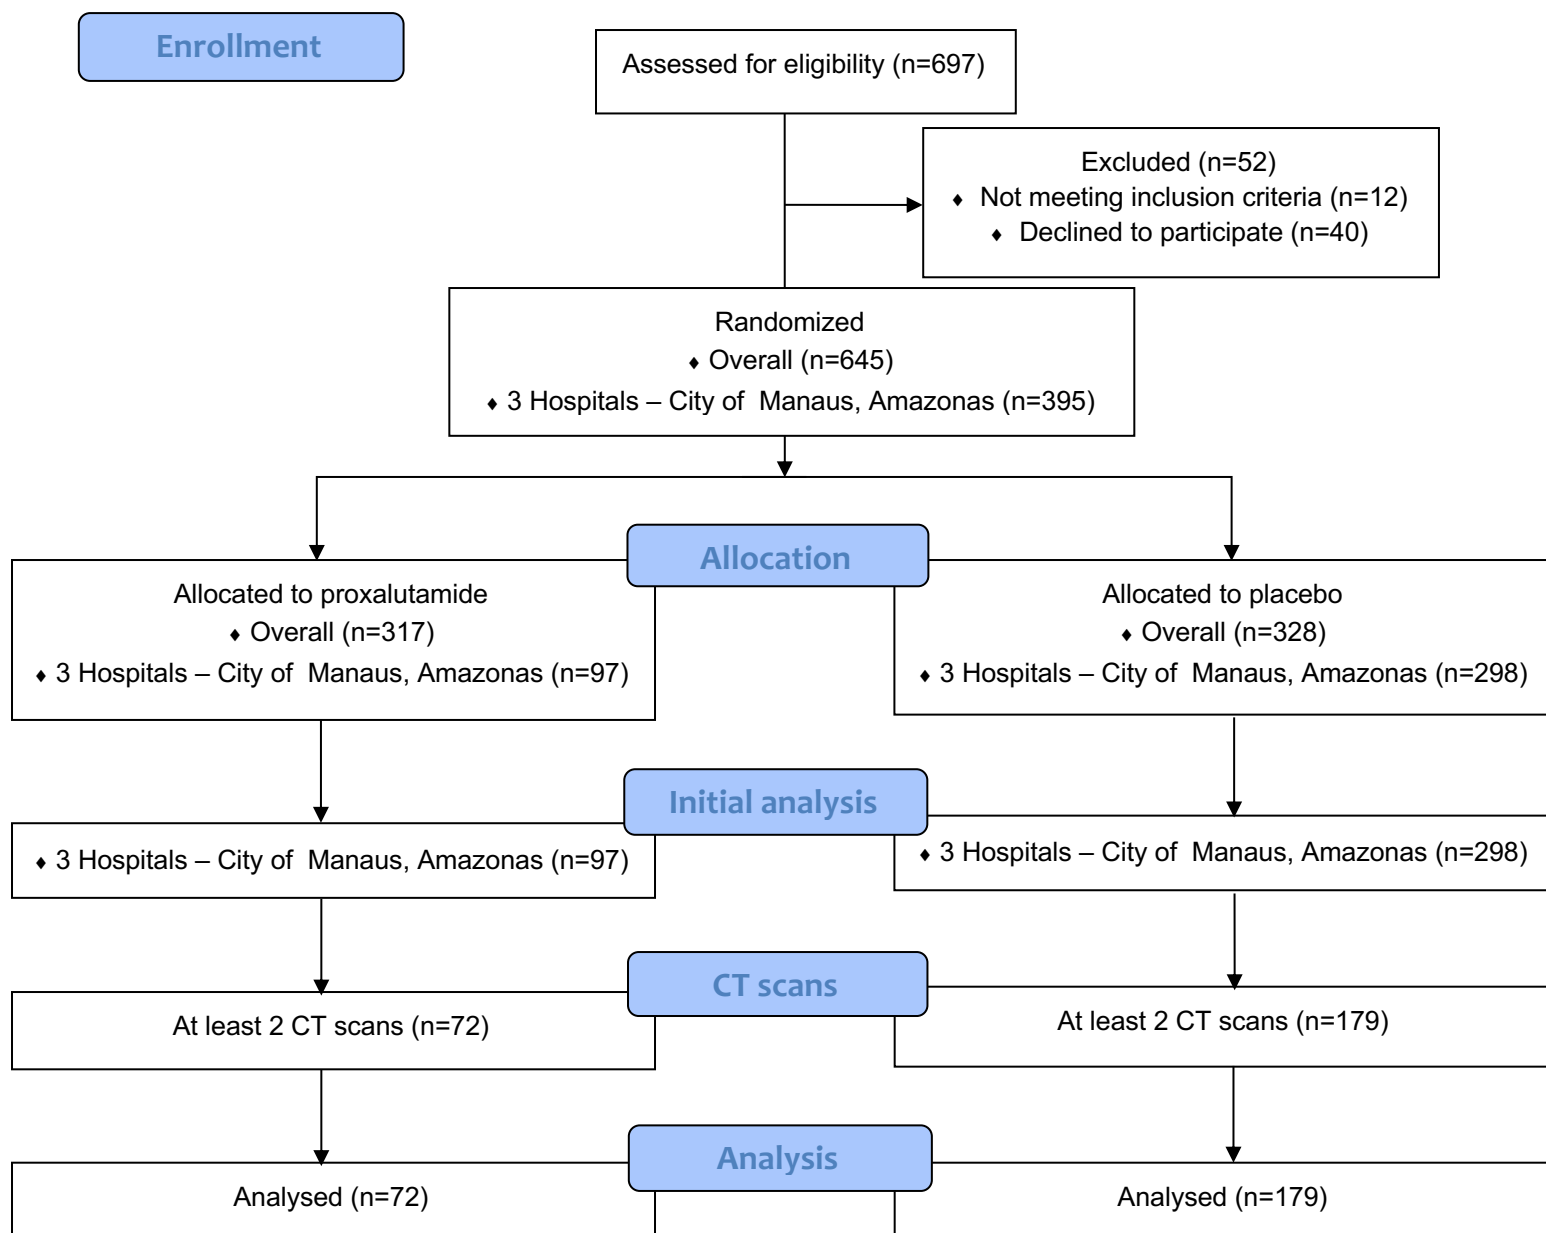 Enrollment
Assessed for eligibility (n=697)
Excluded (n=52)
♦ Not meeting inclusion criteria (n=12)
♦ Declined to participate (n=40)
Randomized
♦ Overall (n=645)
♦ 3 Hospitals – City of Manaus, Amazonas (n=395)
Allocation
Allocated to proxalutamide
♦ Overall (n=317)
♦ 3 Hospitals – City of Manaus, Amazonas (n=97)
Allocated to placebo
♦ Overall (n=328)
♦ 3 Hospitals – City of Manaus, Amazonas (n=298)
Initial analysis
♦ 3 Hospitals – City of Manaus, Amazonas (n=97)
♦ 3 Hospitals – City of Manaus, Amazonas (n=298)
CT scans
At least 2 CT scans (n=72)
At least 2 CT scans (n=179)
Analysis
Analysed (n=72)
Analysed (n=179)